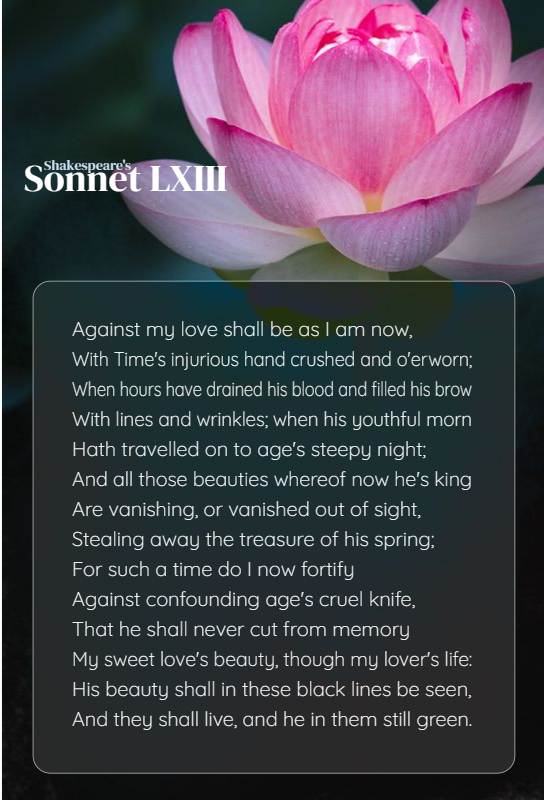 Shakespeare's
Sonnet LXIII
Against my love shall be as I am now,
With Time's injurious hand crushed and o'erworn;
When hours have drained his blood and filled his brow
With lines and wrinkles; when his youthful morn
Hath travelled on to age's steepy night;
And all those beauties whereof now he's king
Are vanishing, or vanished out of sight,
Stealing away the treasure of his spring;
For such a time do I now fortify
Against confounding age's cruel knife,
That he shall never cut from memory
My sweet love's beauty, though my lover's life:
His beauty shall in these black lines be seen,
And they shall live, and he in them still green.